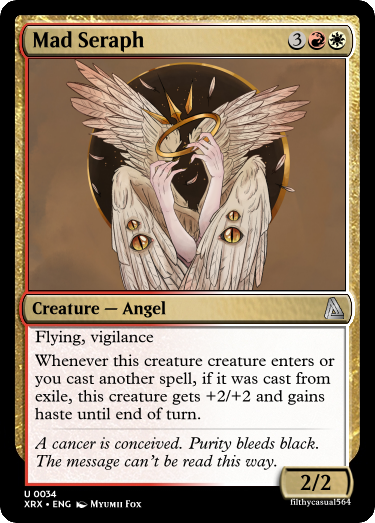 Mad Seraph 3
Creature — Angel
Flying, vigilance
Whenever this creature creature enters or
you cast another spell, if it was cast from
exile, this creature gets +2/+2 and gains
haste until end of turn.
A cancer is conceived. Purity bleeds black.
The message can't be read this way.
2/2
U 0034
XRX • ENG Myumii Fox
filthycasual564